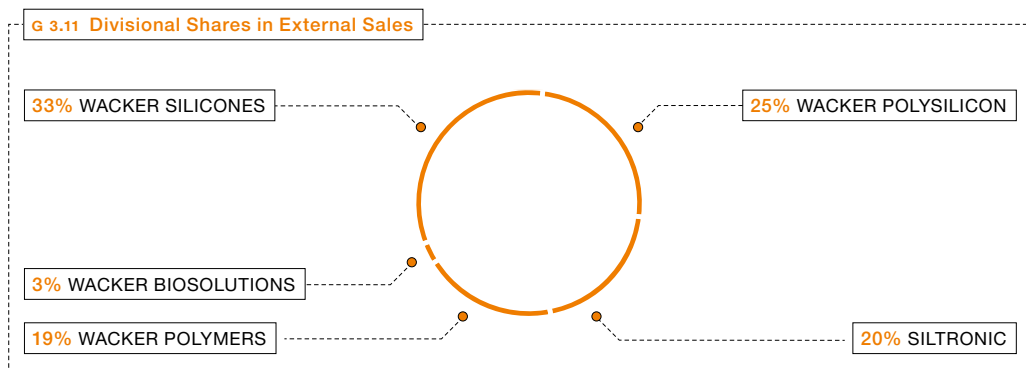 G 3.11 Divisional Shares in External Sales
33% WACKER SILICONES
25% WACKER POLYSILICON
3% WACKER BIOSOLUTIONS
19% WACKER POLYMERS
20% SILTRONIC